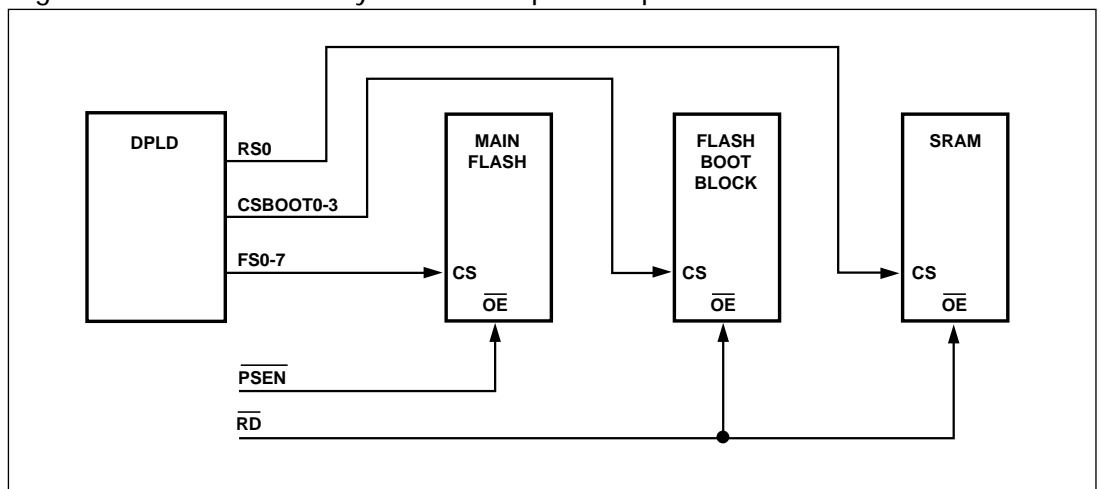 DPLD
RS0
CSBOOT0-3
FS0-7
MAIN
FLASH
CS
OE
FLASH
BOOT
BLOCK
CS
OE
SRAM
CS
OE
PSEN
RD